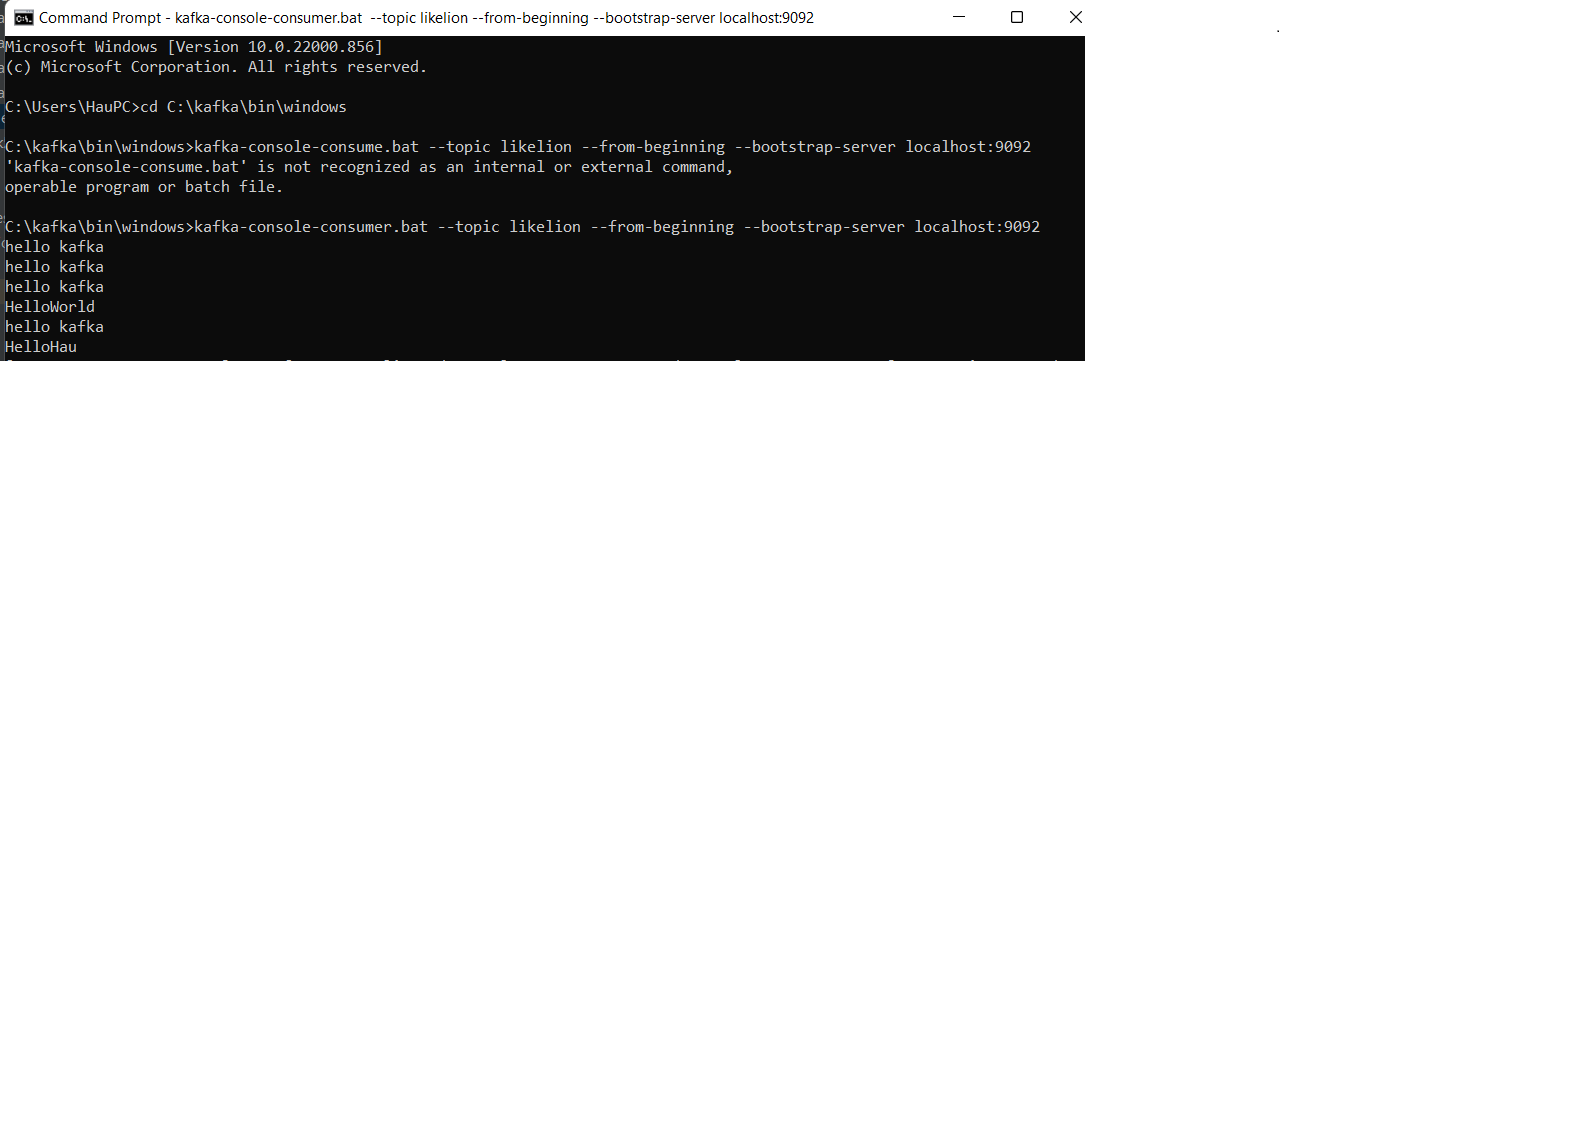 Command Prompt - kafka-console-consumer.bat --topic likelion --from-beginning --bootstrap-server localhost:9092
Microsoft Windows [Version 10.0.22000.856]
(c) Microsoft Corporation. All rights reserved.
C:\Users\HauPC>cd C:\kafka\bin\windows
C:\kafka\bin\windows>kafka-console-consume.bat --topic likelion --from-beginning --bootstrap-server localhost:9092
'kafka-console-consume.bat' is not recognized as an internal or external command,
operable program or batch file.
C:\kafka\bin\windows>kafka-console-consumer.bat --topic likelion --from-beginning --bootstrap-server localhost:9092
hello kafka
hello kafka
hello kafka
HelloWorld
hello kafka
HelloHau